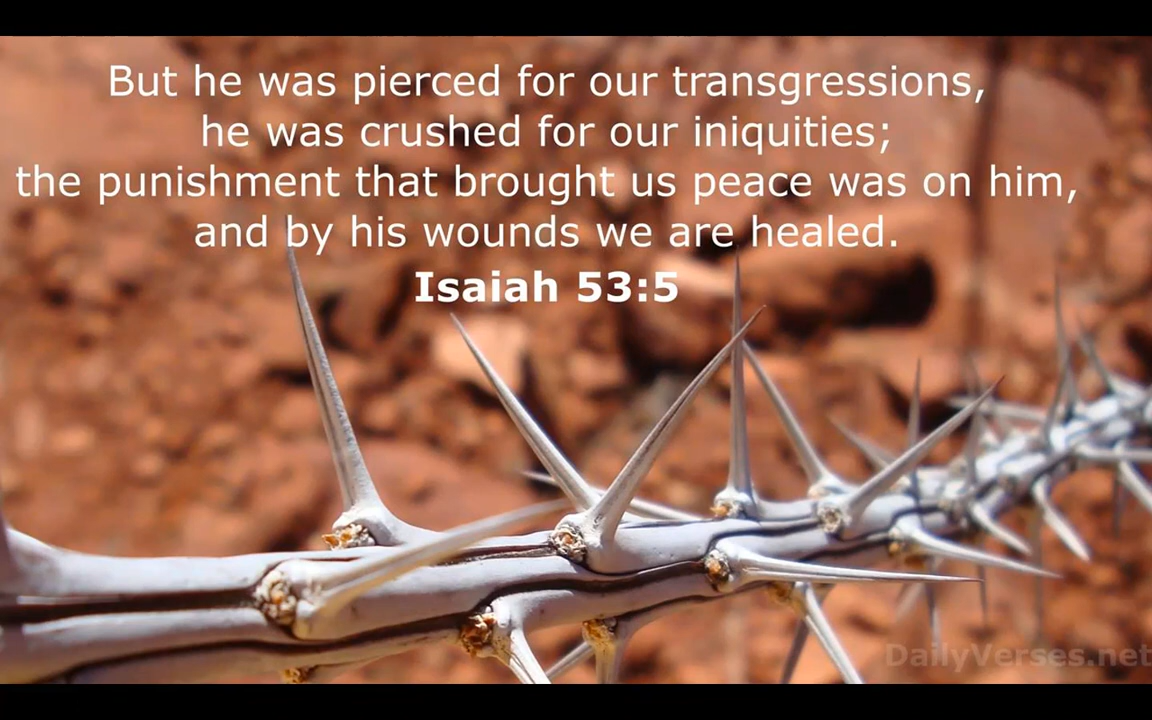 But he was pierced for our transgressions,
he was crushed for our iniquities;
the punishment that brought us peace was on him,
and by his wounds we are healed.
Isaiah 53:5
DailyVerses.net